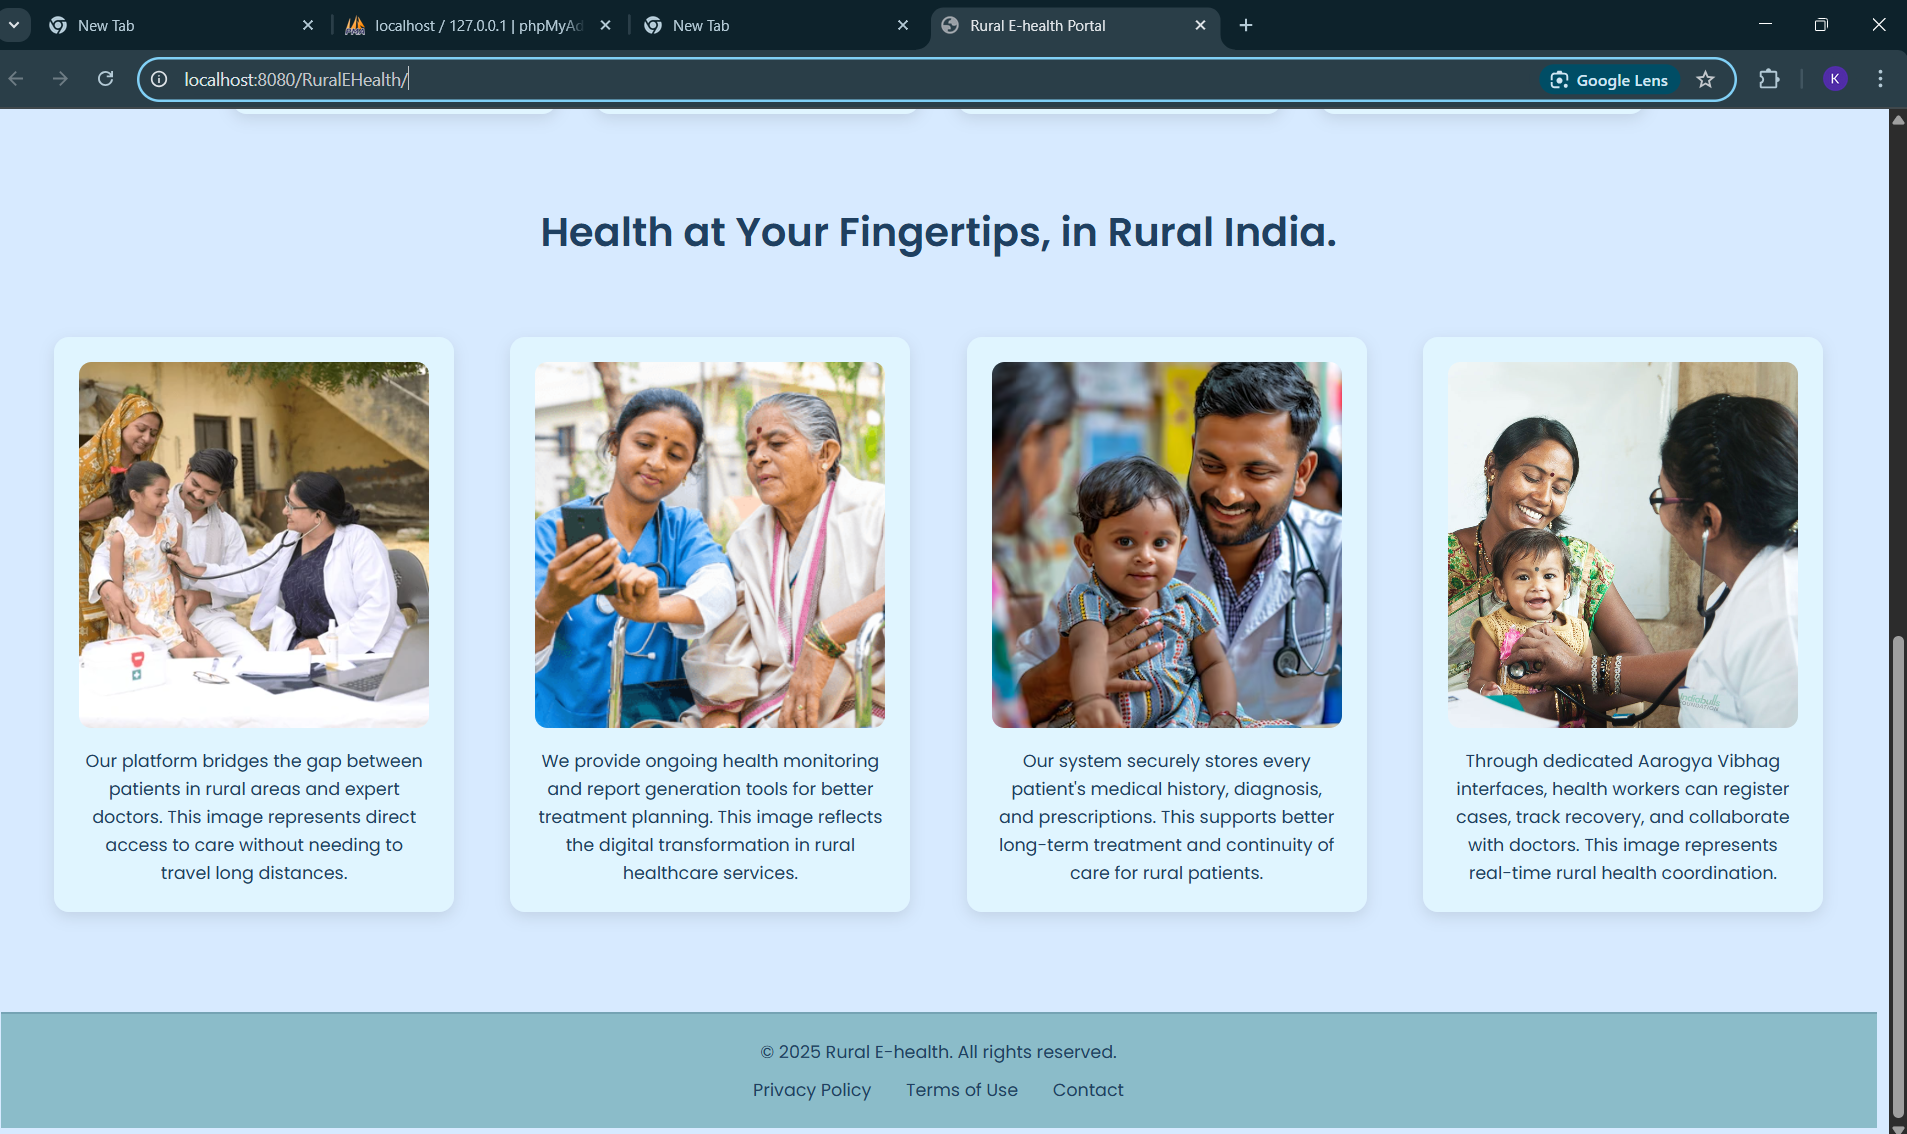 New Tab
localhost / 127.0.0.1 | phpMyAd
New Tab
Rural E-health Portal
localhost:8080/RuralEHealth/
Google Lens
K
Health at Your Fingertips, in Rural India.
Our platform bridges the gap between
patients in rural areas and expert
doctors. This image represents direct
access to care without needing to
travel long distances.
We provide ongoing health monitoring
and report generation tools for better
treatment planning. This image reflects
the digital transformation in rural
healthcare services.
Our system securely stores every
patient's medical history, diagnosis,
and prescriptions. This supports better
long-term treatment and continuity of
care for rural patients.
indiabulls
FOUNDATION
Through dedicated Aarogya Vibhag
interfaces, health workers can register
cases, track recovery, and collaborate
with doctors. This image represents
real-time rural health coordination.
© 2025 Rural E-health. All rights reserved.
Privacy Policy Terms of Use Contact